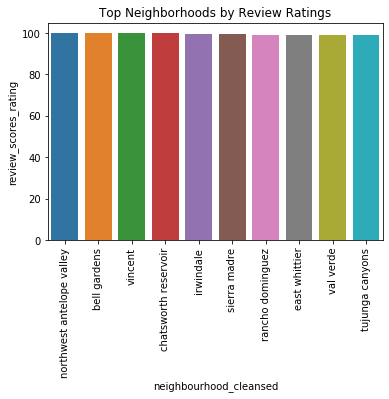 Top Neighborhoods by Review Ratings
review_scores_rating
100
80
60
40
20
0
northwest antelope valley
bell gardens
vincent
chatsworth reservoir
irwindale
sierra madre
rancho dominguez
east whittier
val verde
tujunga canyons
neighbourhood_cleansed